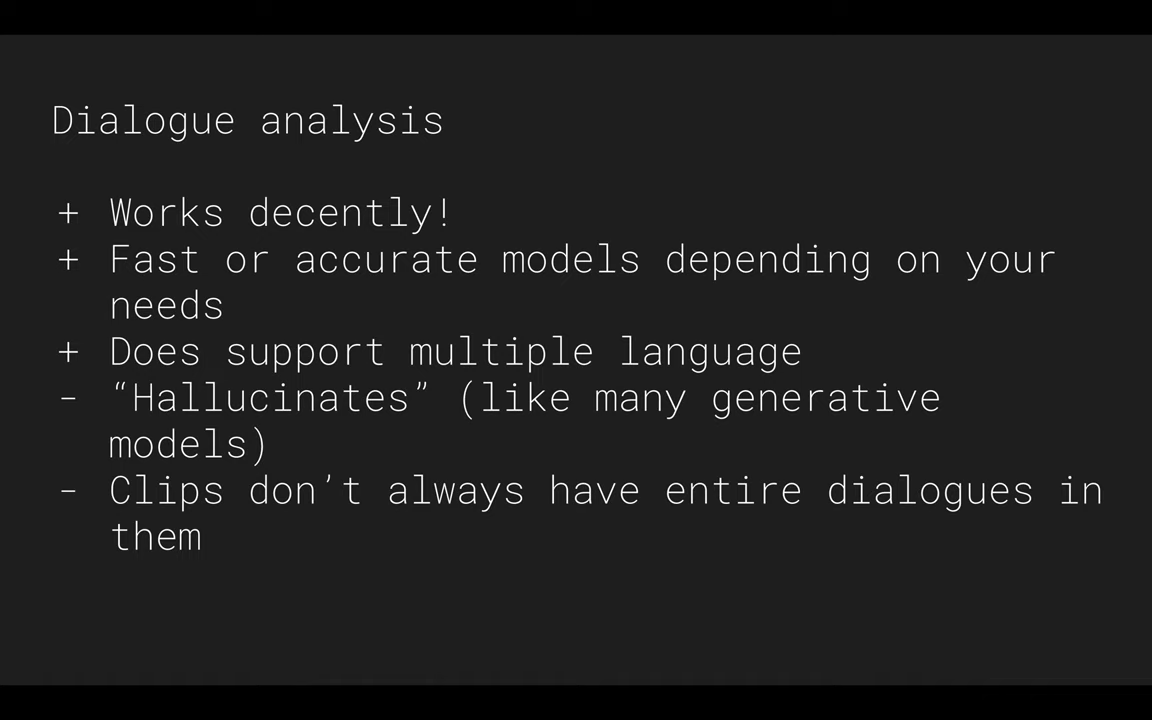 Dialogue analysis
+ Works decently!
+ Fast or accurate models depending on your
needs
+ Does support multiple language
- “Hallucinates” (like many generative
models)
- Clips don’t always have entire dialogues in
them